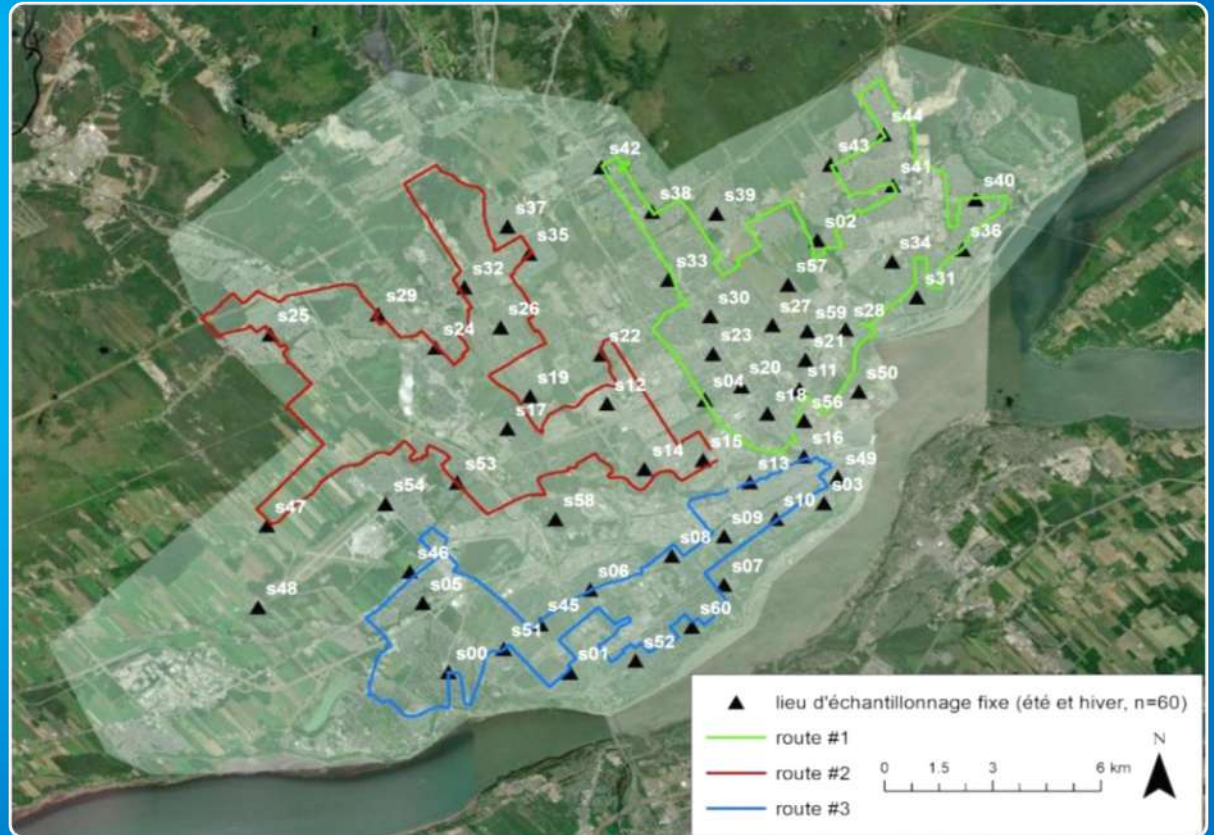 s44
s42
s43
s41
s38
s39
s40
s37
s02
s35
s36
s34
s57
s33
s32
s31
s30
s27
s59
s28
s29
s26
s25
s21
s23
s24
s22
s11
s50
s20
s04
s19
s12
s56
s18
s17
s16
s15
s14
s13
s49
s53
s03
s54
s10
s58
s47
s09
s08
s46
s07
s06
s05
s48
s60
s45
s51
s52
s00
s01
lieu d'échantillonnage fixe (été et hiver, n=60)
route #1
route #2
route #3
N
0 1.5 3 6 km